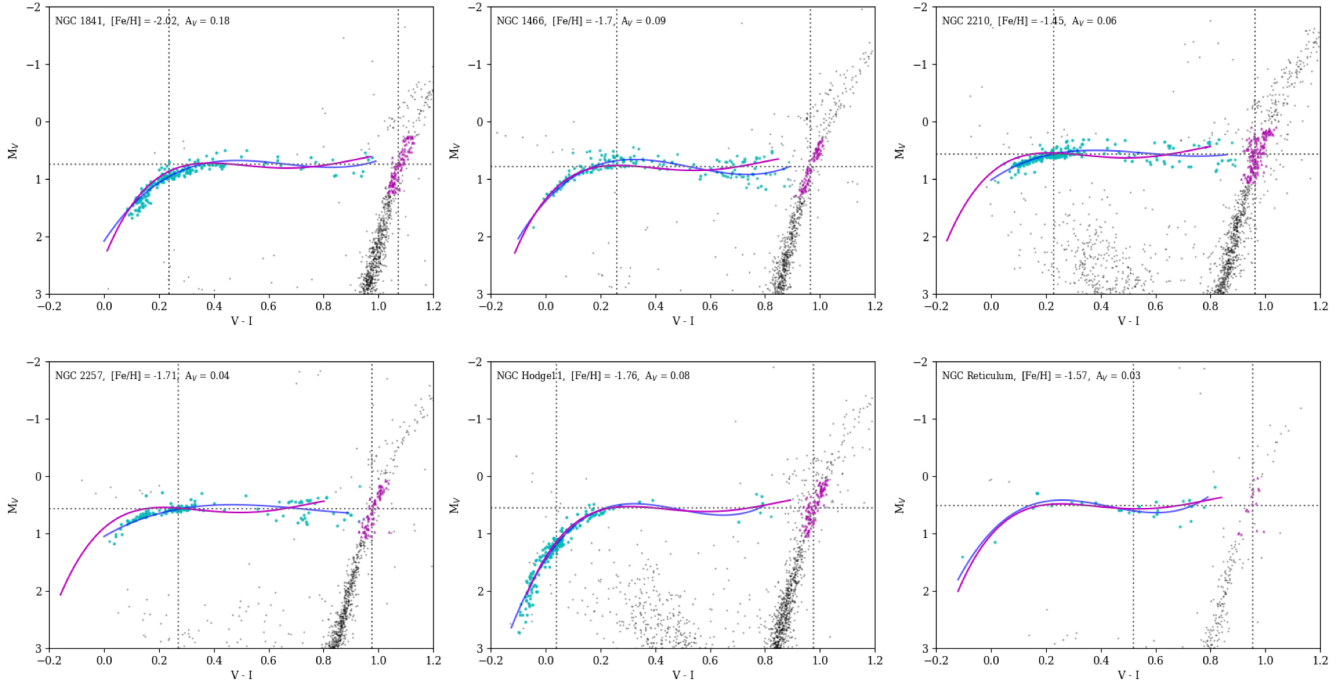 NGC 1841, [Fe/H] = -2.02, A_V = 0.18
−2
−1
0
1
2
3
M_V
−0.2 0.0 0.2 0.4 0.6 0.8 1.0 1.2
V - I
NGC 1466, [Fe/H] = -1.7, A_V = 0.09
−2
−1
0
1
2
3
M_V
−0.2 0.0 0.2 0.4 0.6 0.8 1.0 1.2
V - I
NGC 2210, [Fe/H] = -1.45, A_V = 0.06
−2
−1
0
1
2
3
M_V
−0.2 0.0 0.2 0.4 0.6 0.8 1.0 1.2
V - I
NGC 2257, [Fe/H] = -1.71, A_V = 0.04
−2
−1
0
1
2
3
M_V
−0.2 0.0 0.2 0.4 0.6 0.8 1.0 1.2
V - I
NGC Hodge11, [Fe/H] = -1.76, A_V = 0.08
−2
−1
0
1
2
3
M_V
−0.2 0.0 0.2 0.4 0.6 0.8 1.0 1.2
V - I
NGC Reticulum, [Fe/H] = -1.57, A_V = 0.03
−2
−1
0
1
2
3
M_V
−0.2 0.0 0.2 0.4 0.6 0.8 1.0 1.2
V - I